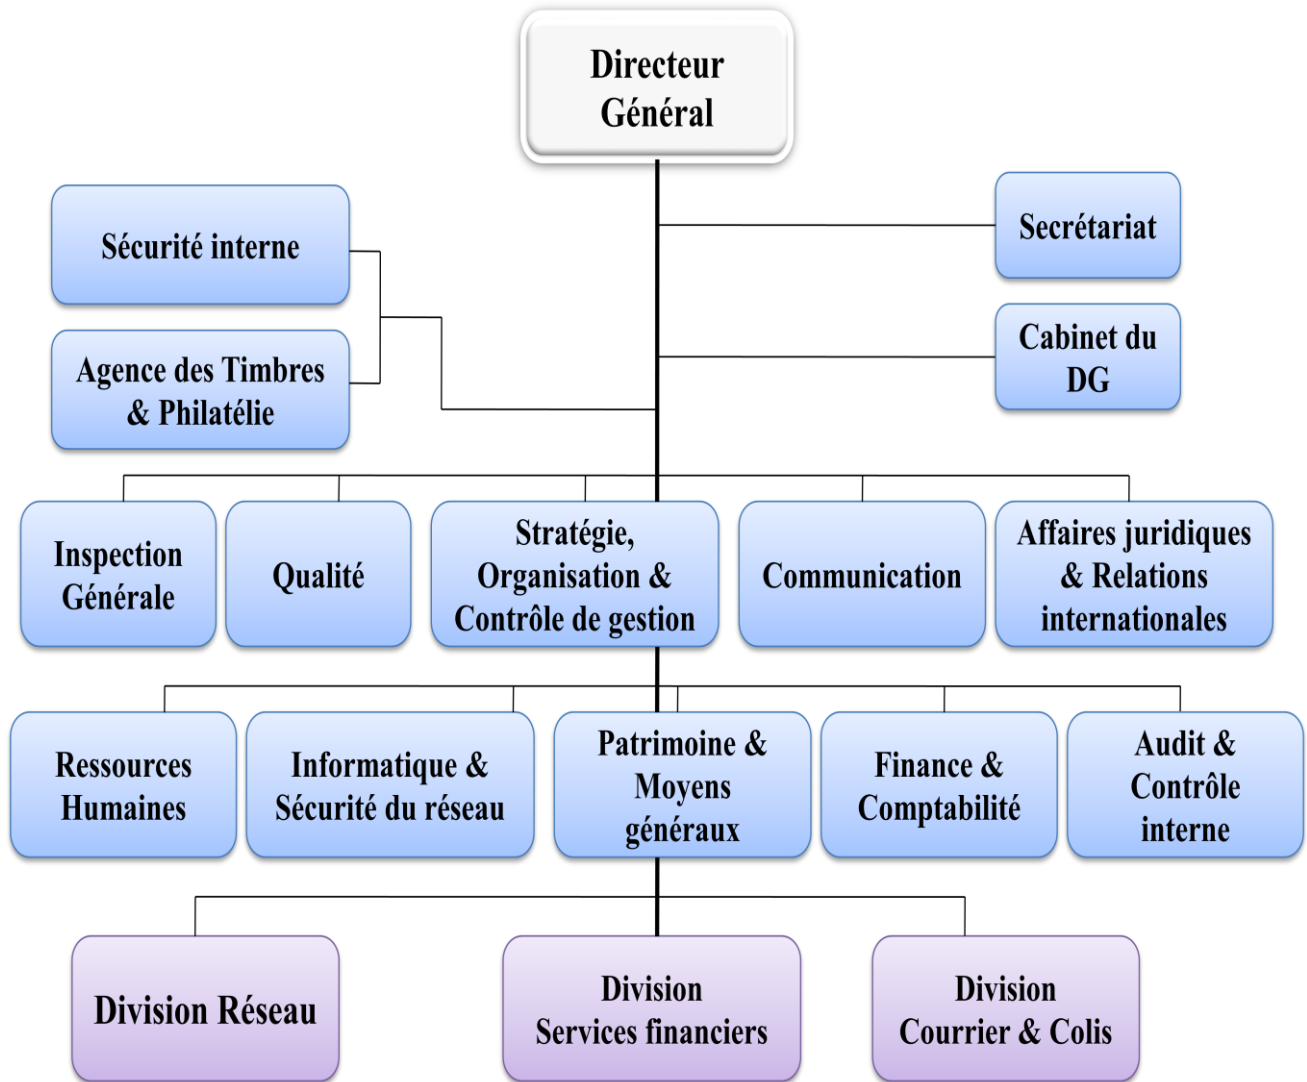 Directeur
Général
Sécurité interne
Secrétariat
Agence des Timbres
& Philatélie
Cabinet du
DG
Inspection
Générale
Qualité
Stratégie,
Organisation &
Contrôle de gestion
Communication
Affaires juridiques
& Relations
internationales
Ressources
Humaines
Informatique &
Sécurité du réseau
Patrimoine &
Moyens
généraux
Finance &
Comptabilité
Audit &
Contrôle
interne
Division Réseau
Division
Services financiers
Division
Courrier & Colis